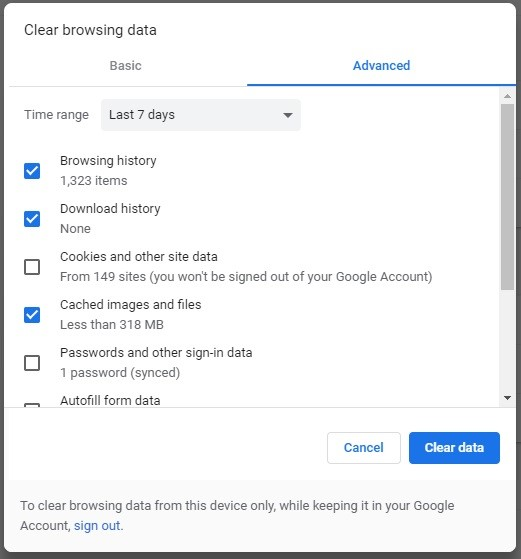 Clear browsing data
Basic
Advanced
Time range
Last 7 days
Browsing history
1,323 items
Download history
None
Cookies and other site data
From 149 sites (you won't be signed out of your Google Account)
Cached images and files
Less than 318 MB
Passwords and other sign-in data
1 password (synced)
Autofill form data
Cancel
Clear data
To clear browsing data from this device only, while keeping it in your Google
Account, sign out.